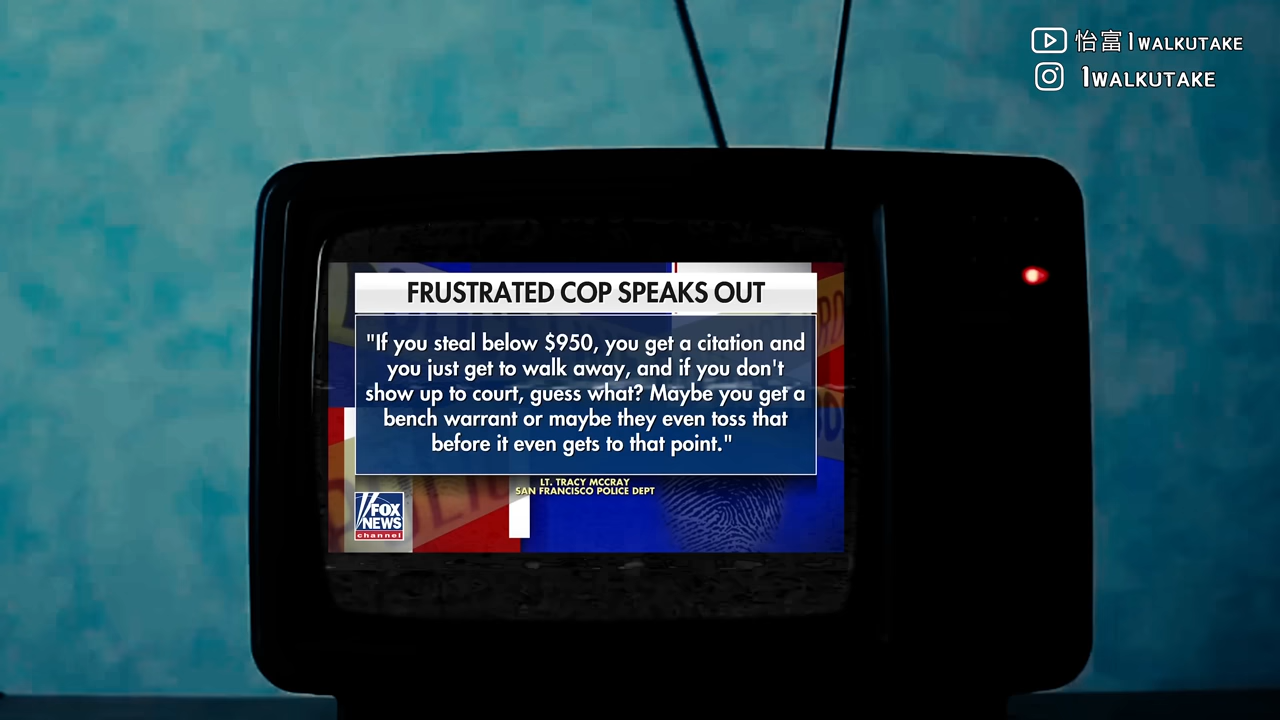 怡富1WALKUTAKE
1WALKUTAKE
FRUSTRATED COP SPEAKS OUT
"If you steal below $950, you get a citation and
you just get to walk away, and if you don't
show up to court, guess what? Maybe you get a
bench warrant or maybe they even toss that
before it even gets to that point."
LT. TRACY MCCRAY
SAN FRANCISCO POLICE DEPT
FOX
NEWS
channel